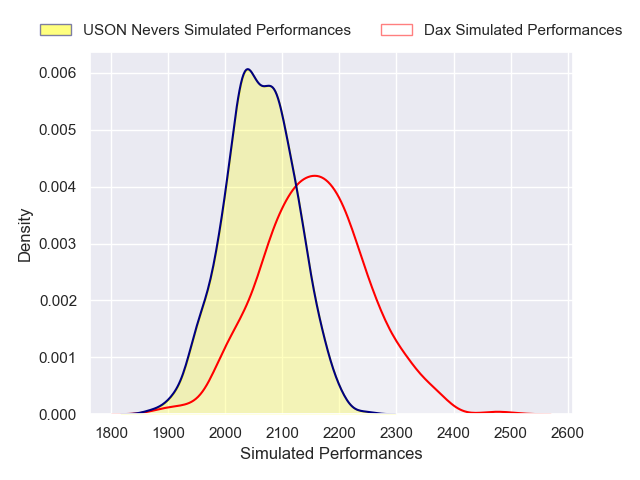 USON Nevers Simulated Performances Dax Simulated Performances
0.006
0.005
0.004
0.003
0.002
0.001
0.000
Density
1800 1900 2000 2100 2200 2300 2400 2500 2600
Simulated Performances